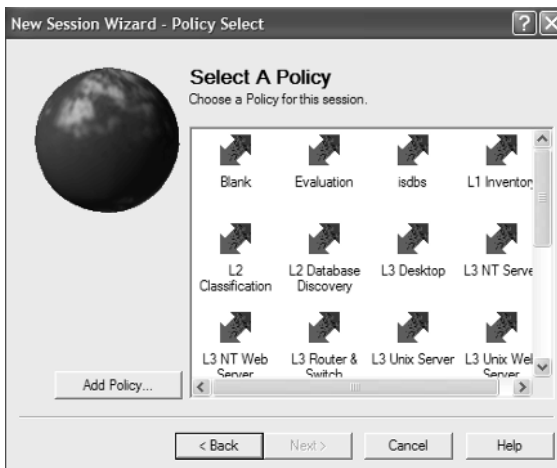 New Session Wizard - Policy Select
Select A Policy
Choose a Policy for this session.
Blank
Evaluation
isdbs
L1 Inventory
L2
Classification
L2 Database
Discovery
L3 Desktop
L3 NT Serve
L3 NT Web
Server
L3 Router &
Switch
L3 Unix Server
L3 Unix Web
Server
Add Policy...
< Back
Next >
Cancel
Help